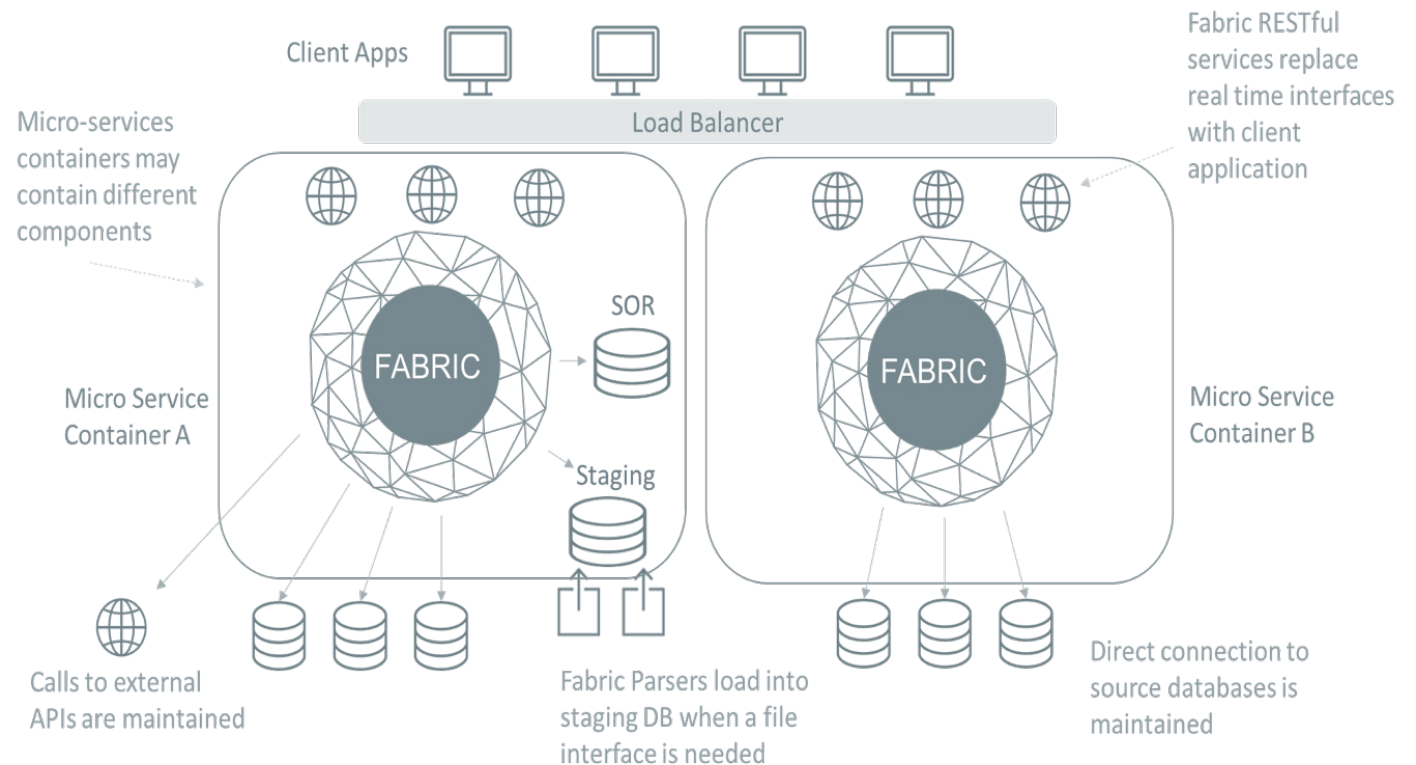 Client Apps
Load Balancer
Fabric RESTful
services replace
real time interfaces
with client
application
Micro-services
containers may
contain different
components
SOR
FABRIC
FABRIC
Micro Service
Container A
Micro Service
Container B
Staging
Calls to external
APIs are maintained
Fabric Parsers load into
staging DB when a file
interface is needed
Direct connection to
source databases is
maintained